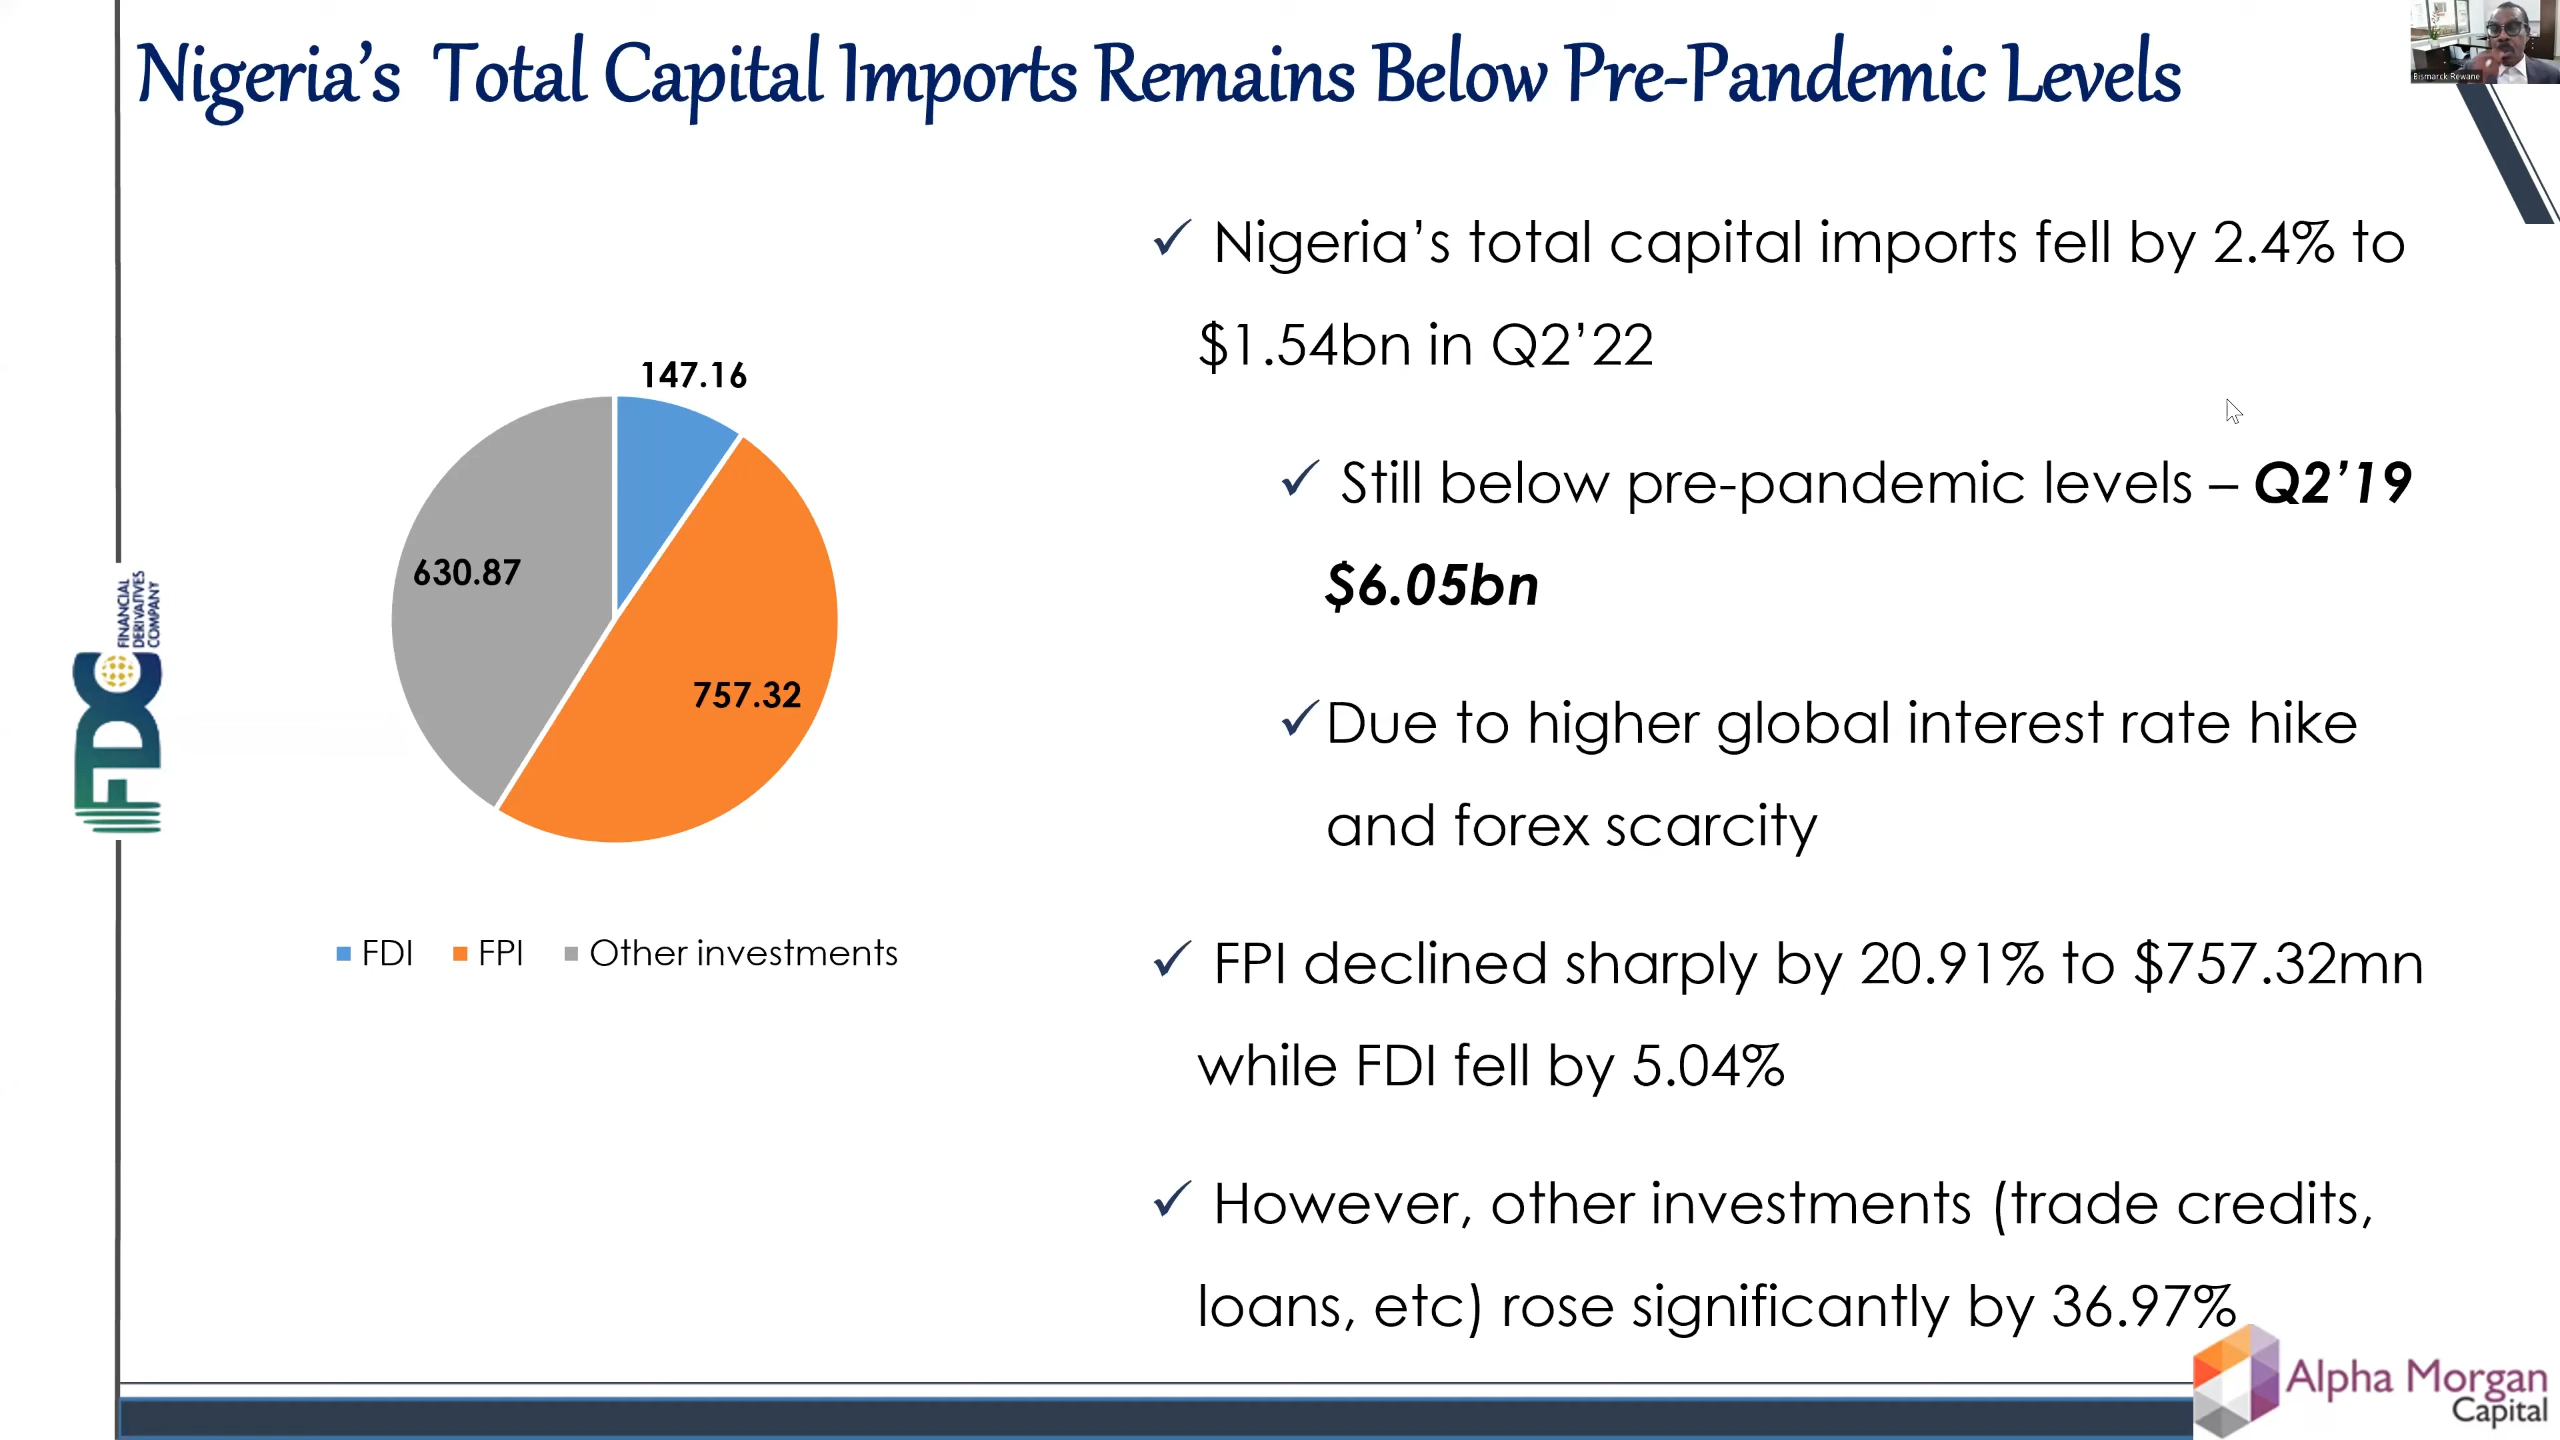 Nigeria’s Total Capital Imports Remains Below Pre-Pandemic Levels
Bismarck Rewane
147.16
630.87
757.32
FDI FPI Other investments
✓ Nigeria’s total capital imports fell by 2.4% to
$1.54bn in Q2’22
✓ Still below pre-pandemic levels – Q2’19
$6.05bn
✓ Due to higher global interest rate hike
and forex scarcity
✓ FPI declined sharply by 20.91% to $757.32mn
while FDI fell by 5.04%
✓ However, other investments (trade credits,
loans, etc) rose significantly by 36.97%
FDC
FINANCIAL
DERIVATIVES
COMPANY
Alpha Morgan
Capital